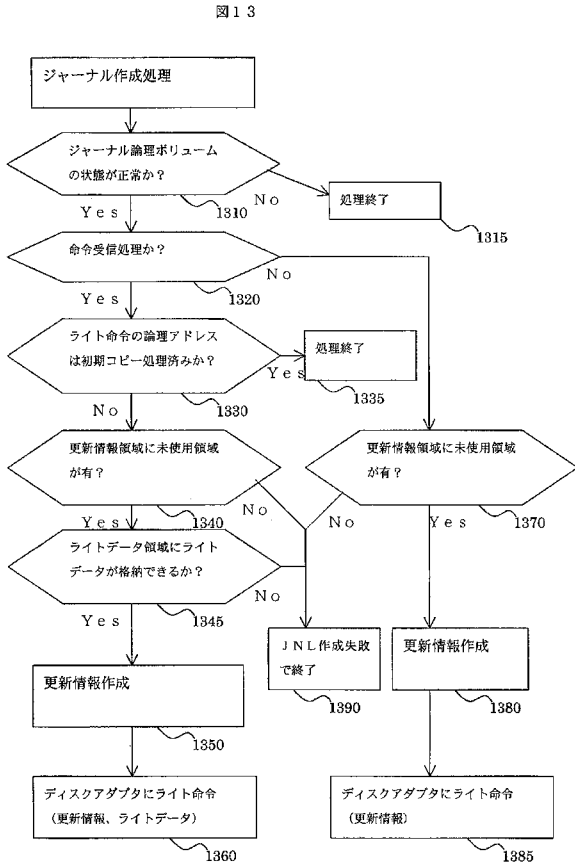 図１３
ジャーナル作成処理
ジャーナル論理ボリューム
の状態が正常か？
1310
Ｎｏ
Ｙｅｓ
処理終了
1315
命令受信処理か？
1320
Ｎｏ
Ｙｅｓ
ライト命令の論理アドレス
は初期コピー処理済みか？
1330
Ｙｅｓ
処理終了
1335
Ｎｏ
更新情報領域に未使用領域
が有？
1340
Ｎｏ
Ｙｅｓ
更新情報領域に未使用領域
が有？
1370
Ｎｏ
Ｙｅｓ
ライトデータ領域にライト
データが格納できるか？
1345
Ｎｏ
Ｙｅｓ
ＪＮＬ作成失敗
で終了
1390
更新情報作成
1380
更新情報作成
1350
ディスクアダプタにライト命令
（更新情報、ライトデータ）
1360
ディスクアダプタにライト命令
（更新情報）
1385